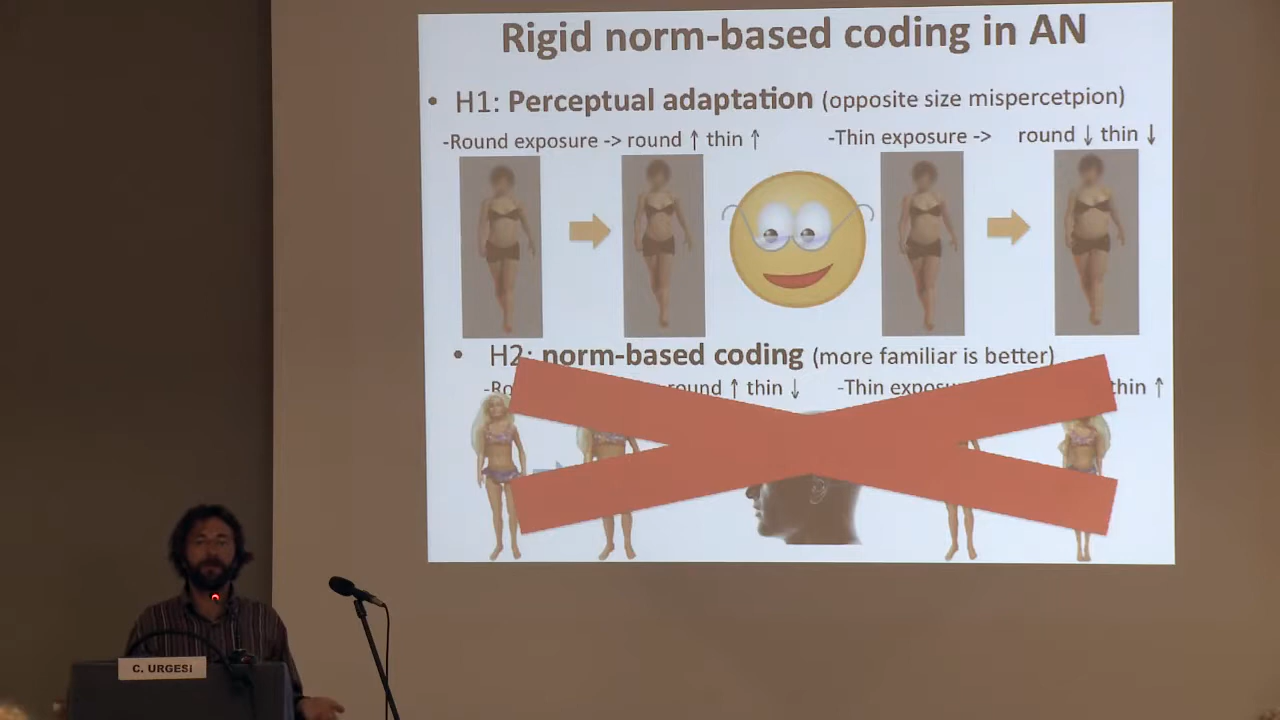 Rigid norm-based coding in AN
• H1: Perceptual adaptation (opposite size mispercetpion)
-Round exposure -> round ↑ thin ↑
-Thin exposure -> round ↓ thin ↓
• H2: norm-based coding (more familiar is better)
round ↑ thin ↓
-Thin thin ↑
C. URGESI